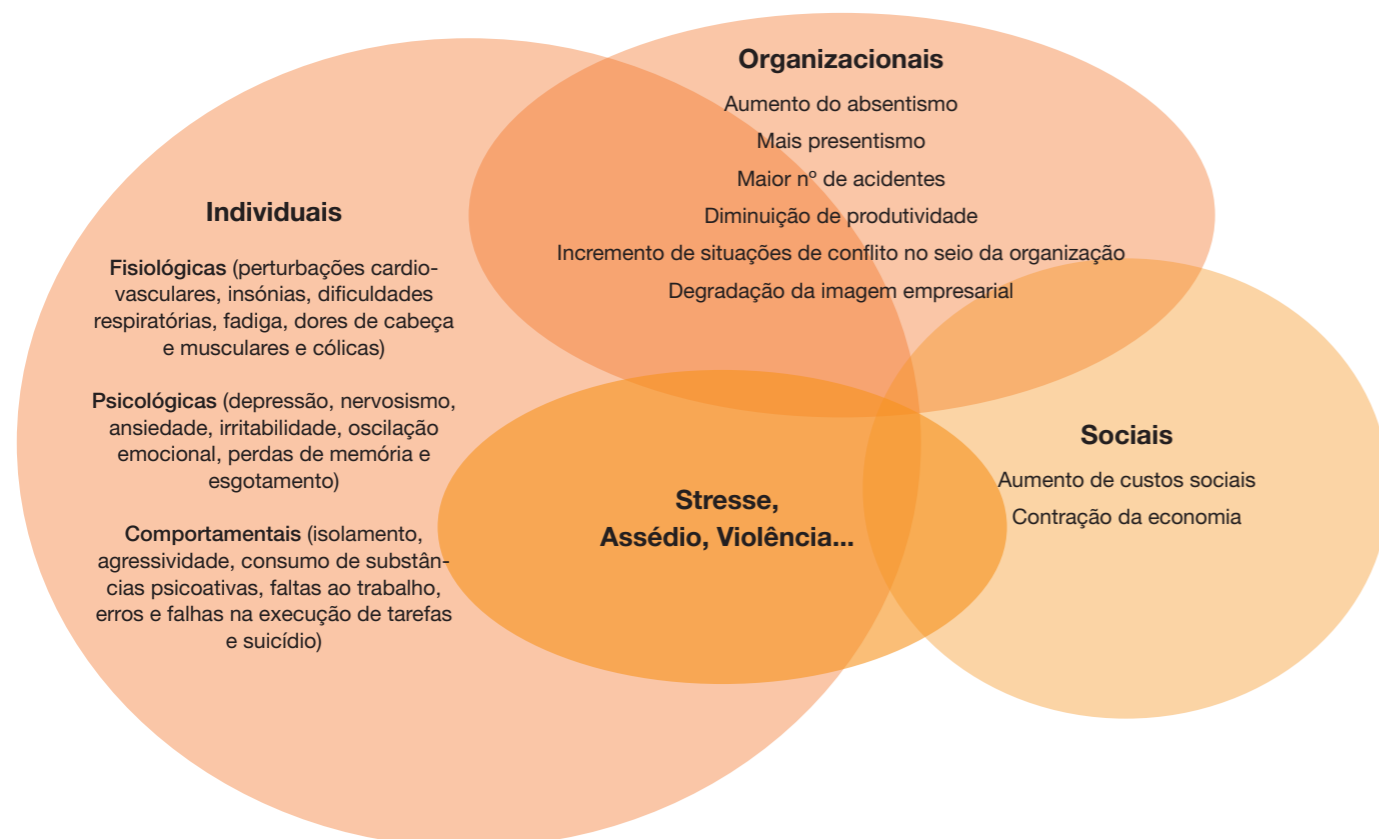 Organizacionais
Aumento do absentismo
Mais presentismo
Maior nº de acidentes
Diminuição de produtividade
Incremento de situações de conflito no seio da organização
Degradação da imagem empresarial
Individuais
Fisiológicas (perturbações cardio-
vasculares, insónias, dificuldades
respiratórias, fadiga, dores de cabeça
e musculares e cólicas)
Psicológicas (depressão, nervosismo,
ansiedade, irritabilidade, oscilação
emocional, perdas de memória e
esgotamento)
Comportamentais (isolamento,
agressividade, consumo de substân-
cias psicoativas, faltas ao trabalho,
erros e falhas na execução de tarefas
e suicídio)
Stresse,
Assédio, Violência...
Sociais
Aumento de custos sociais
Contração da economia